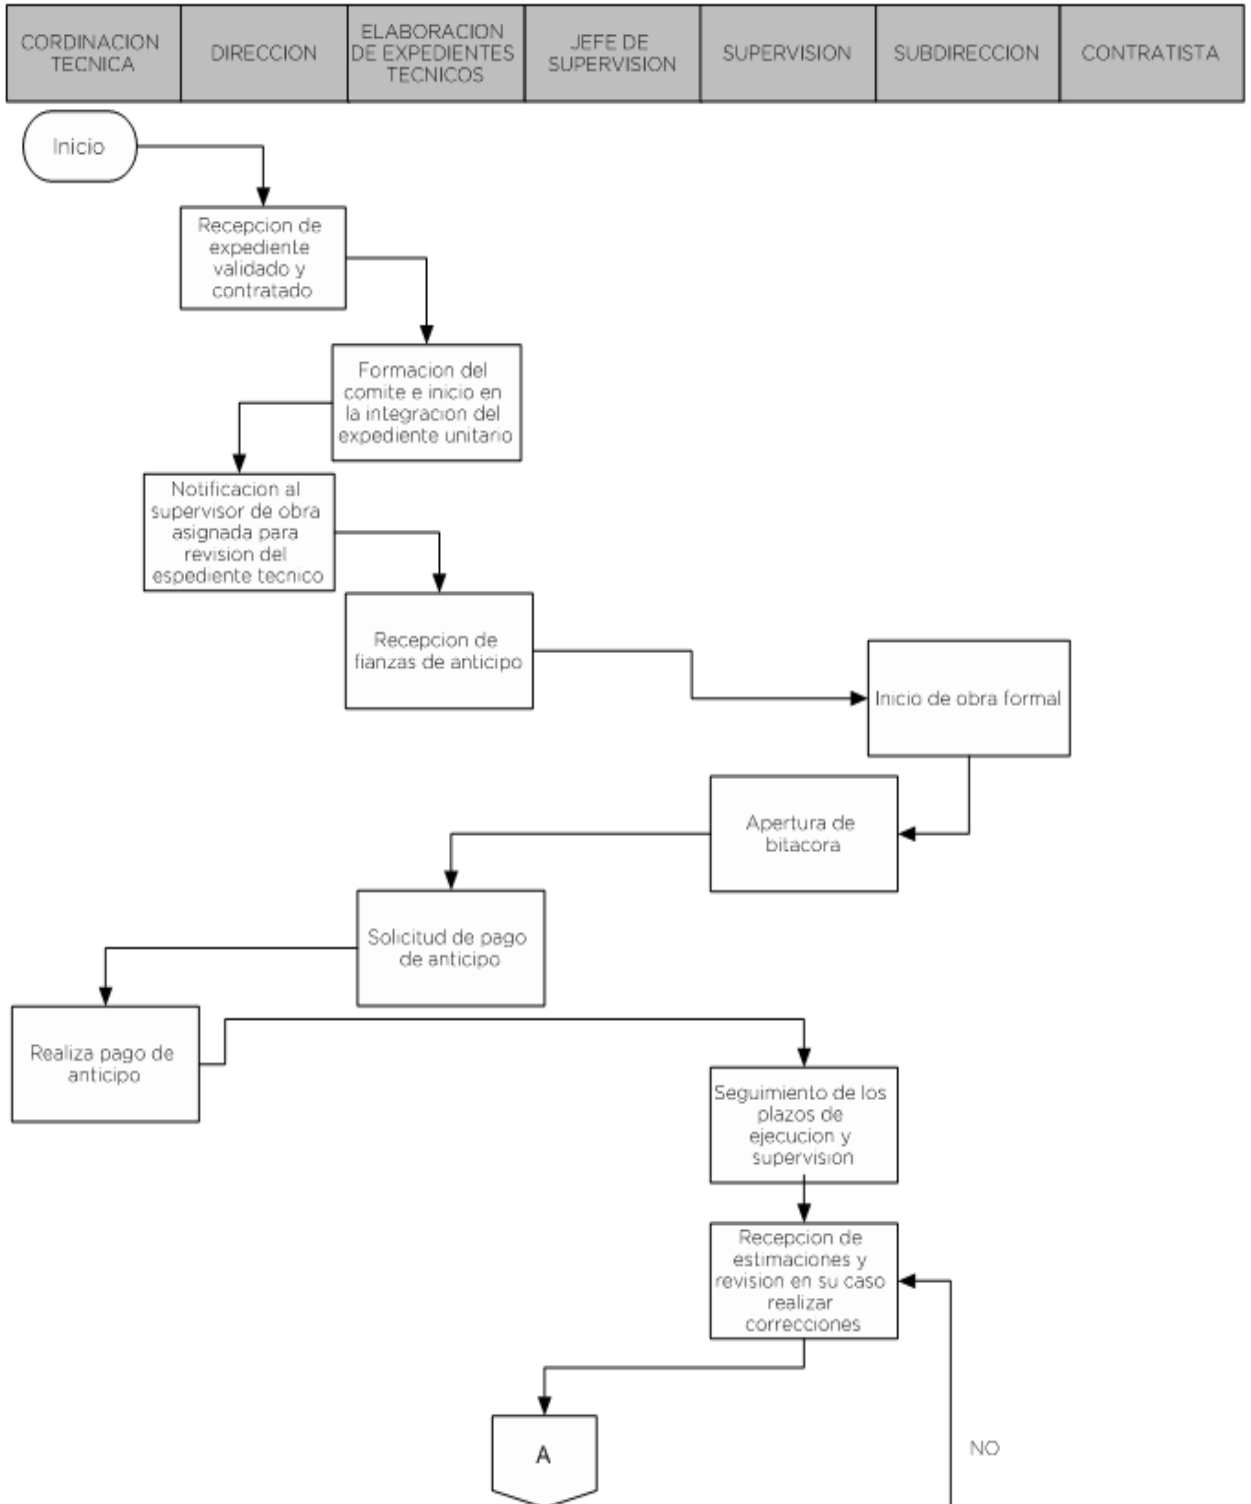 CORDINACION
TECNICA
DIRECCION
ELABORACION
DE EXPEDIENTES
TECNICOS
JEFE DE
SUPERVISION
SUPERVISION
SUBDIRECCION
CONTRATISTA
Inicio
Recepcion de
expediente
validado y
contratado
Formacion del
comite e inicio en
la integracion del
expediente unitario
Notificacion al
supervisor de obra
asignada para
revision del
espediente tecnico
Recepcion de
fianzas de anticipo
Inicio de obra formal
Apertura de
bitacora
Solicitud de pago
de anticipo
Realiza pago de
anticipo
Seguimiento de los
plazos de
ejecucion y
supervision
Recepcion de
estimaciones y
revision en su caso
realizar
correcciones
A
NO